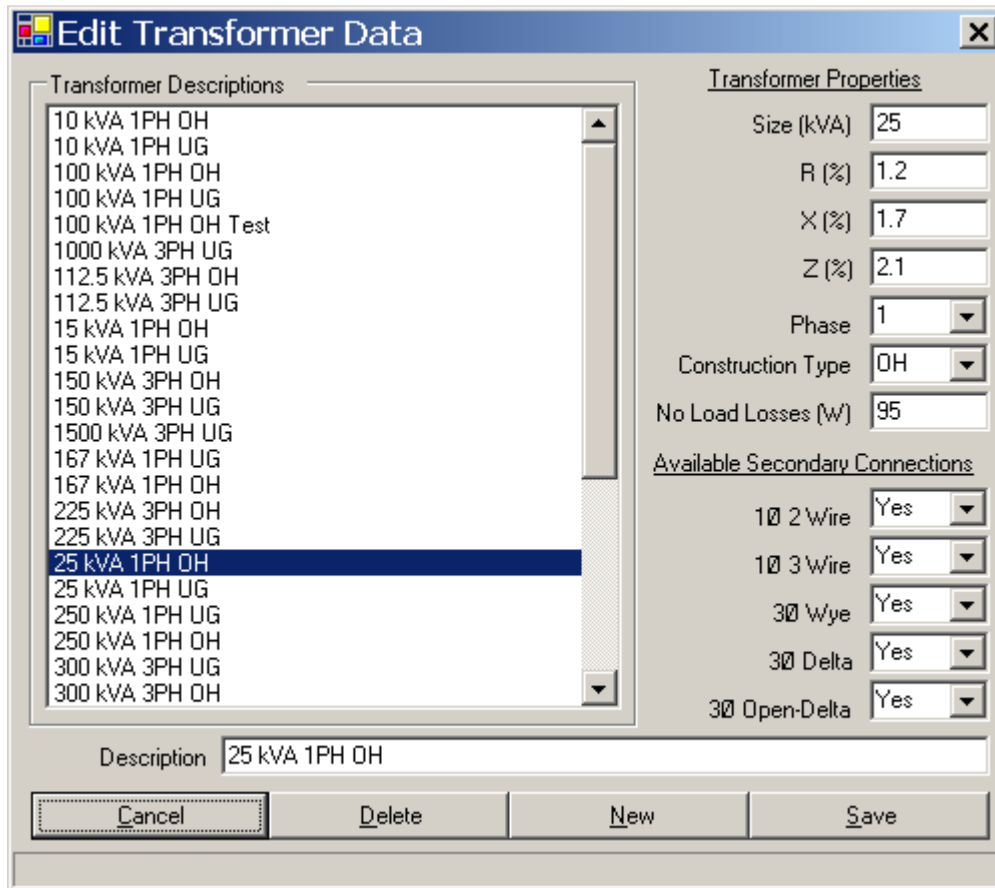 Edit Transformer Data
Transformer Descriptions
10 kVA 1PH OH
10 kVA 1PH UG
100 kVA 1PH OH
100 kVA 1PH UG
100 kVA 1PH OH Test
1000 kVA 3PH UG
112.5 kVA 3PH OH
112.5 kVA 3PH UG
15 kVA 1PH OH
15 kVA 1PH UG
150 kVA 3PH OH
150 kVA 3PH UG
1500 kVA 3PH UG
167 kVA 1PH UG
167 kVA 1PH OH
225 kVA 3PH OH
225 kVA 3PH UG
25 kVA 1PH OH
25 kVA 1PH UG
250 kVA 1PH UG
250 kVA 1PH OH
300 kVA 3PH UG
300 kVA 3PH OH
Transformer Properties
Size (kVA) 25
R (%) 1.2
X (%) 1.7
Z (%) 2.1
Phase 1
Construction Type OH
No Load Losses (W) 95
Available Secondary Connections
1Ø 2 Wire Yes
1Ø 3 Wire Yes
3Ø Wye Yes
3Ø Delta Yes
3Ø Open-Delta Yes
Description 25 kVA 1PH OH
Cancel Delete New Save